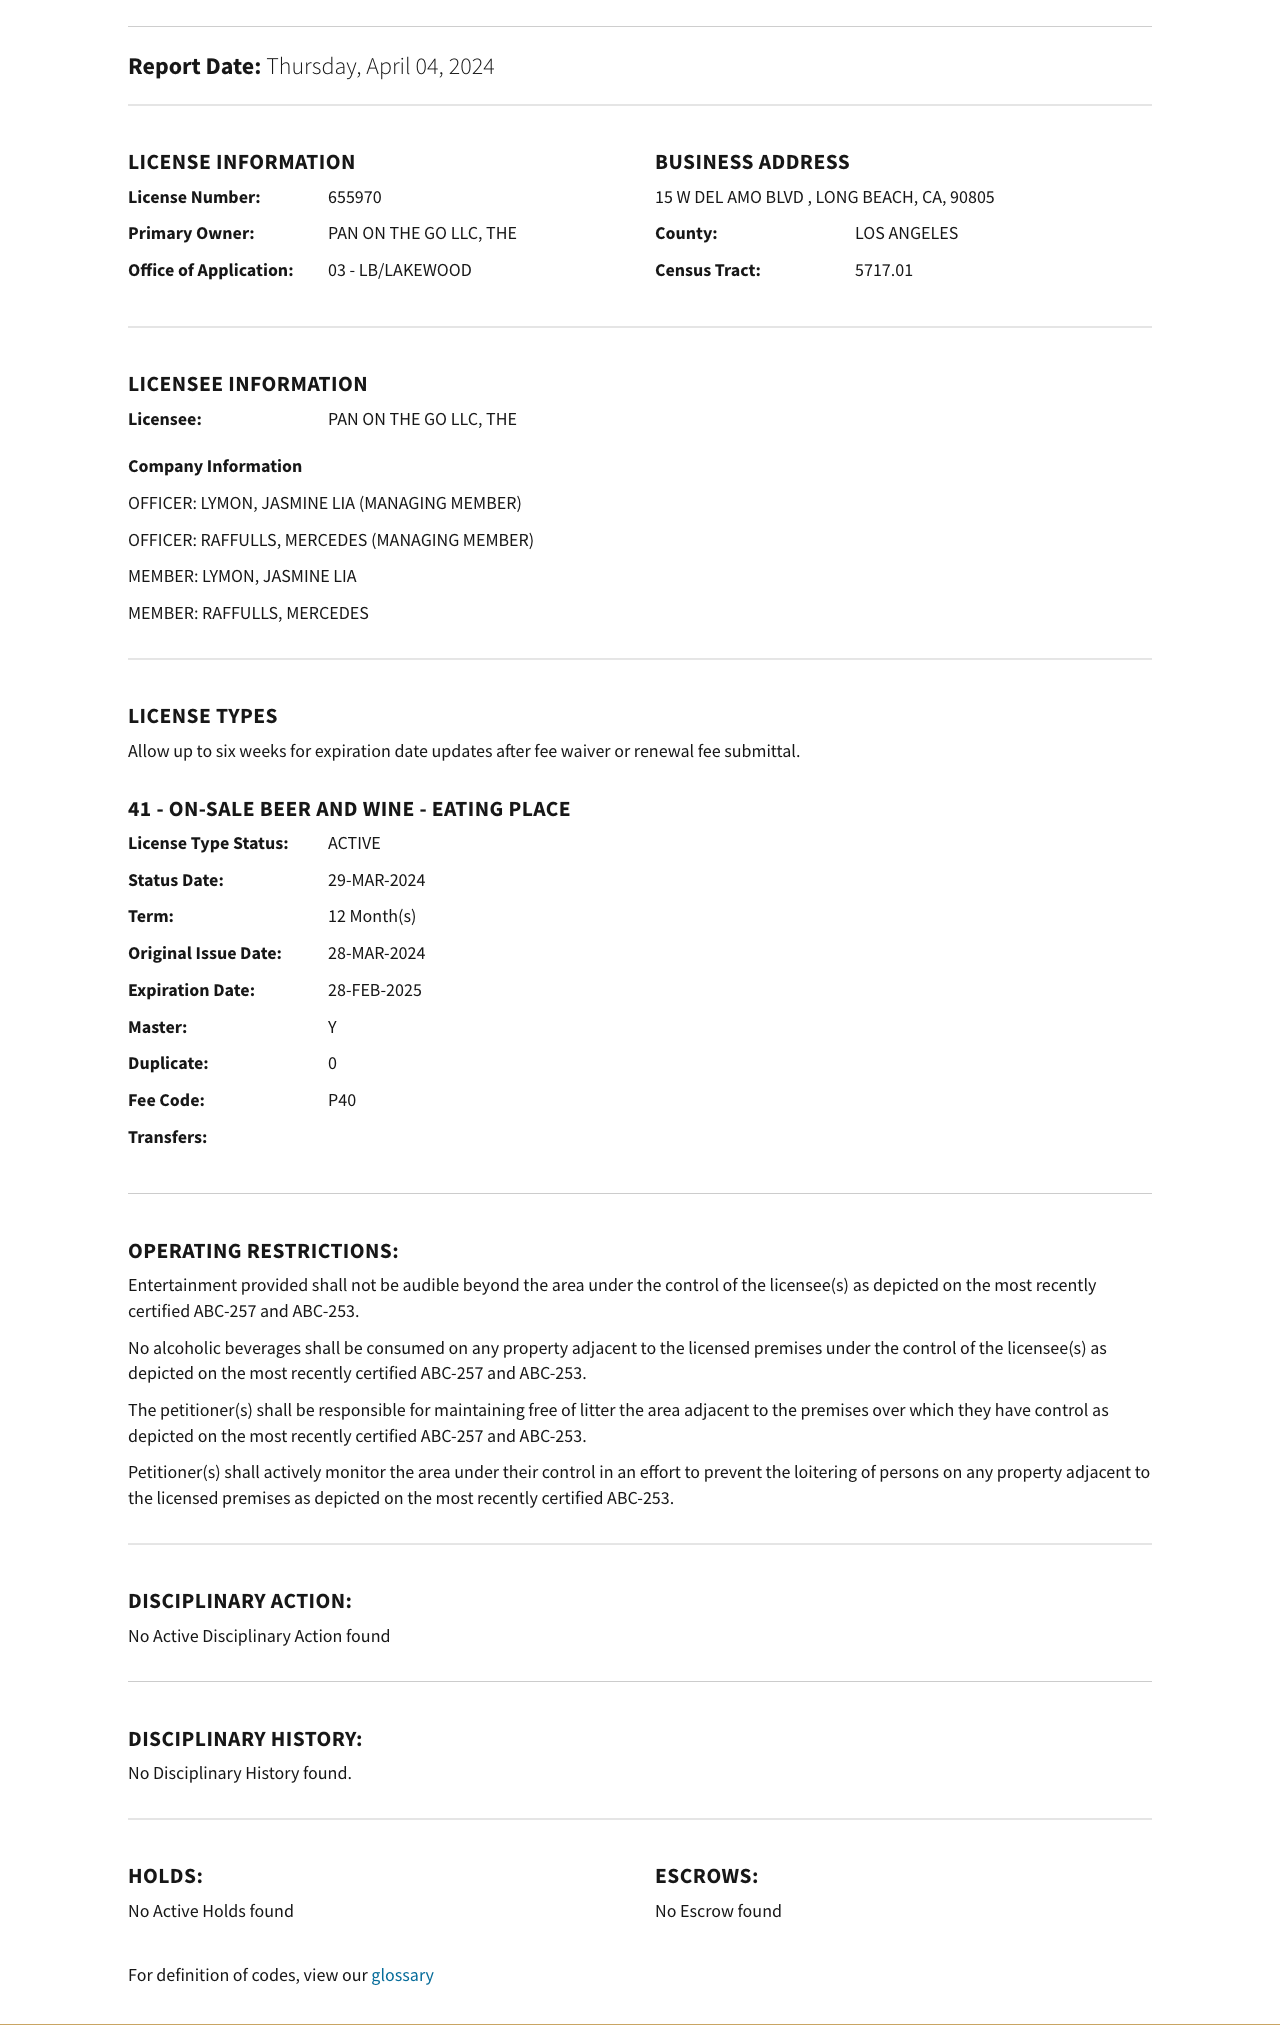 Report Date: Thursday, April 04, 2024
LICENSE INFORMATION
License Number: 655970
Primary Owner: PAN ON THE GO LLC, THE
Office of Application: 03 - LB/LAKEWOOD
BUSINESS ADDRESS
15 W DEL AMO BLVD , LONG BEACH, CA, 90805
County: LOS ANGELES
Census Tract: 5717.01
LICENSEE INFORMATION
Licensee: PAN ON THE GO LLC, THE
Company Information
OFFICER: LYMON, JASMINE LIA (MANAGING MEMBER)
OFFICER: RAFFULLS, MERCEDES (MANAGING MEMBER)
MEMBER: LYMON, JASMINE LIA
MEMBER: RAFFULLS, MERCEDES
LICENSE TYPES
Allow up to six weeks for expiration date updates after fee waiver or renewal fee submittal.
41 - ON-SALE BEER AND WINE - EATING PLACE
License Type Status: ACTIVE
Status Date: 29-MAR-2024
Term: 12 Month(s)
Original Issue Date: 28-MAR-2024
Expiration Date: 28-FEB-2025
Master: Y
Duplicate: 0
Fee Code: P40
Transfers:
OPERATING RESTRICTIONS:
Entertainment provided shall not be audible beyond the area under the control of the licensee(s) as depicted on the most recently
certified ABC-257 and ABC-253.
No alcoholic beverages shall be consumed on any property adjacent to the licensed premises under the control of the licensee(s) as
depicted on the most recently certified ABC-257 and ABC-253.
The petitioner(s) shall be responsible for maintaining free of litter the area adjacent to the premises over which they have control as
depicted on the most recently certified ABC-257 and ABC-253.
Petitioner(s) shall actively monitor the area under their control in an effort to prevent the loitering of persons on any property adjacent to
the licensed premises as depicted on the most recently certified ABC-253.
DISCIPLINARY ACTION:
No Active Disciplinary Action found
DISCIPLINARY HISTORY:
No Disciplinary History found.
HOLDS:
No Active Holds found
ESCROWS:
No Escrow found
For definition of codes, view our glossary